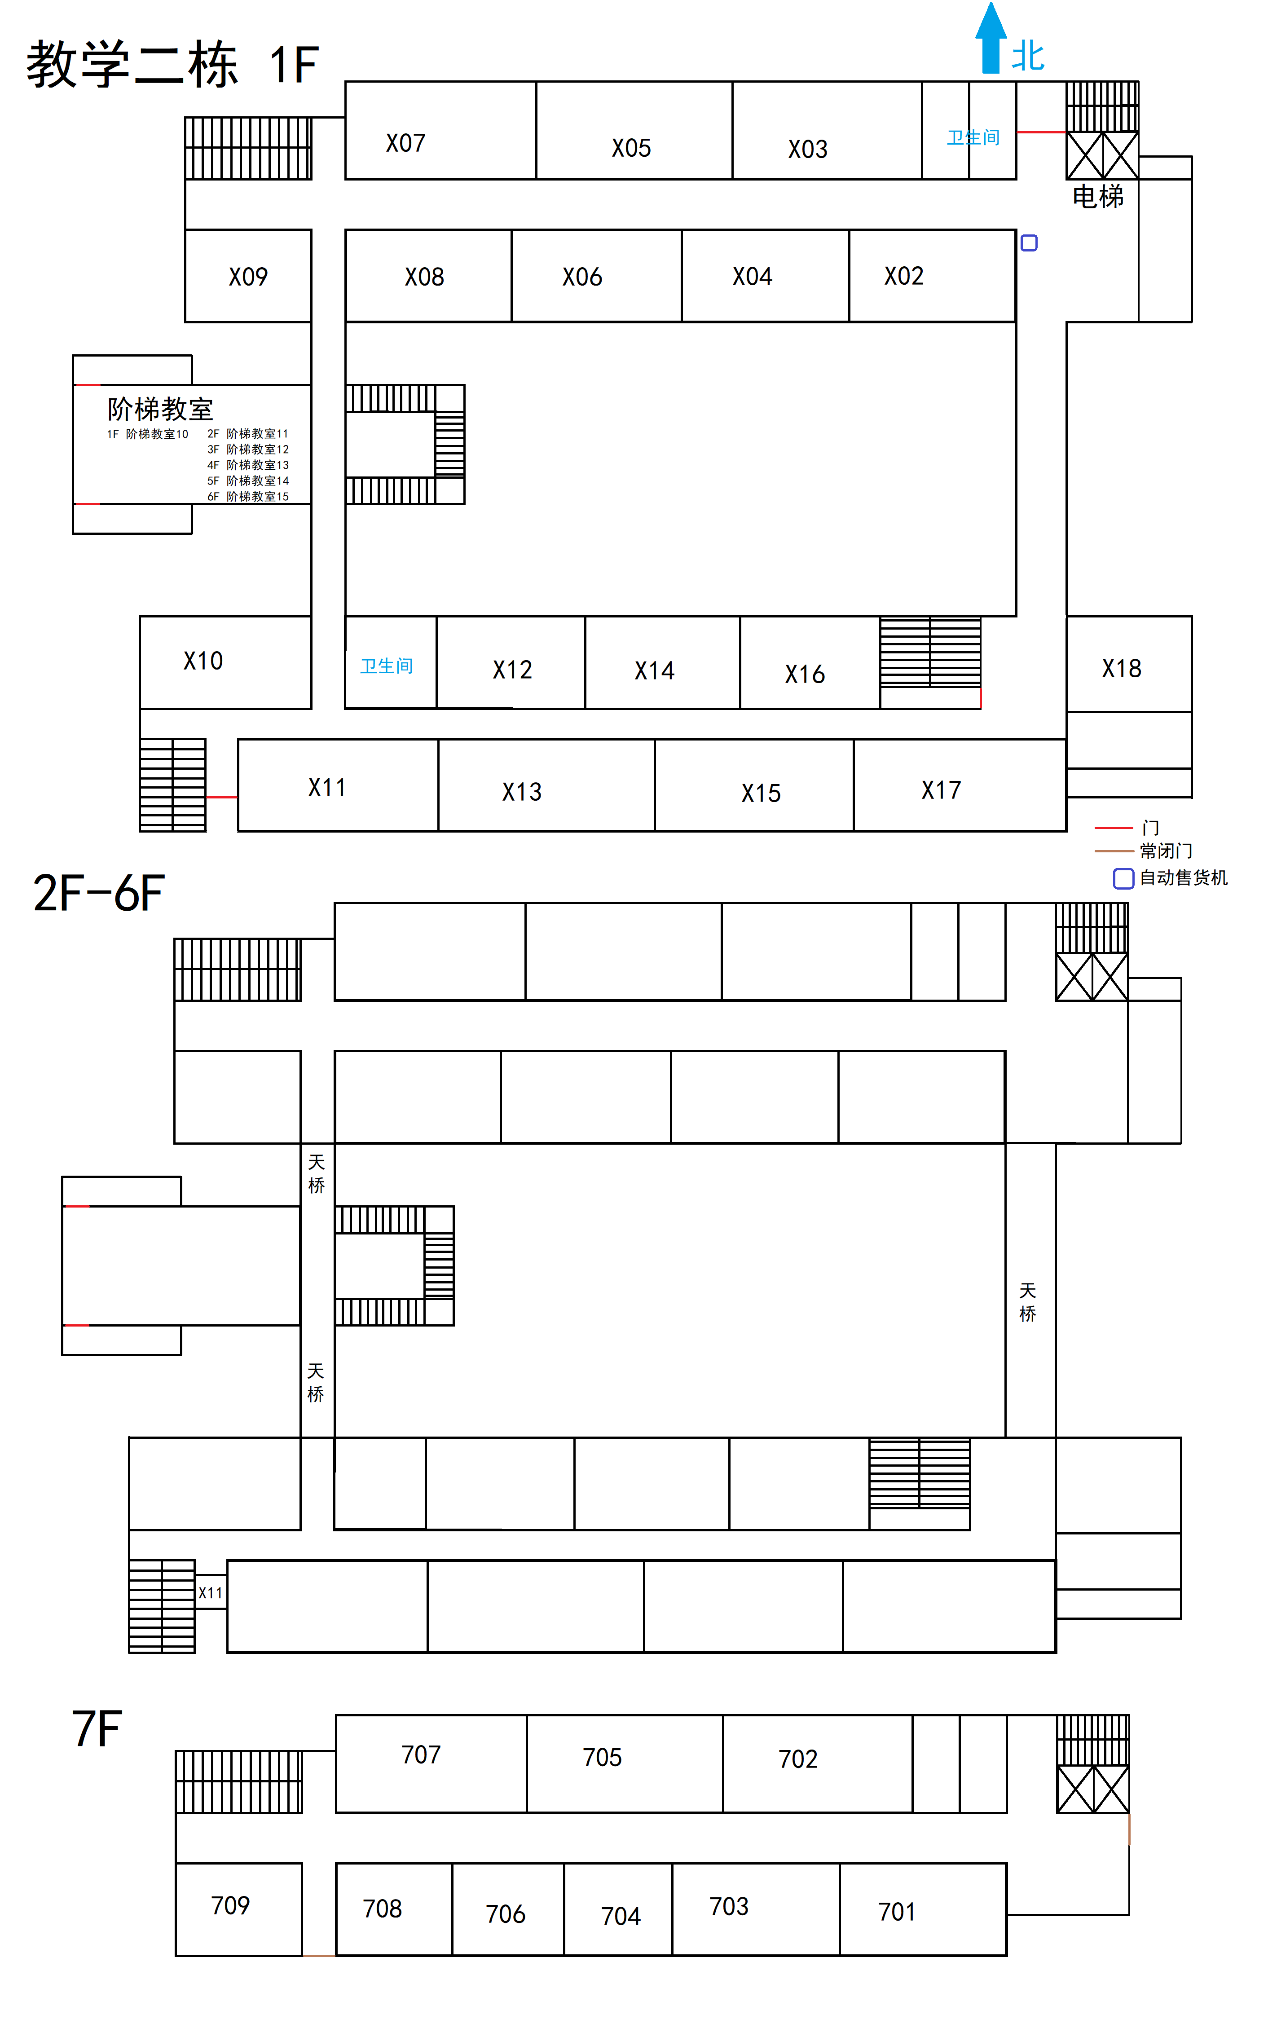 教学二栋 1F
北
X07
X05
X03
卫生间
电梯
X09
X08
X06
X04
X02
阶梯教室
1F 阶梯教室10
2F 阶梯教室11
3F 阶梯教室12
4F 阶梯教室13
5F 阶梯教室14
6F 阶梯教室15
X10
卫生间
X12
X14
X16
X18
X11
X13
X15
X17
门
常闭门
自动售货机
2F-6F
天桥
天桥
天桥
X11
7F
707
705
702
709
708
706
704
703
701